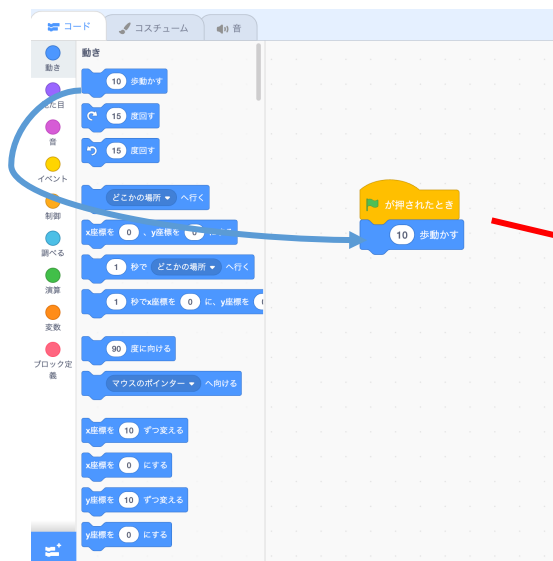 コード
コスチューム
音
動き
見た目
音
イベント
制御
調べる
演算
変数
ブロック定
義
動き
10 歩動かす
15 度回す
15 度回す
どこかの場所 へ行く
x座標を 0 、y座標を 0 にする
1 秒で どこかの場所 へ行く
1 秒でx座標を 0 に、y座標を
90 度に向ける
マウスのポインター へ向ける
x座標を 10 ずつ変える
x座標を 0 にする
y座標を 10 ずつ変える
y座標を 0 にする
が押されたとき
10 歩動かす